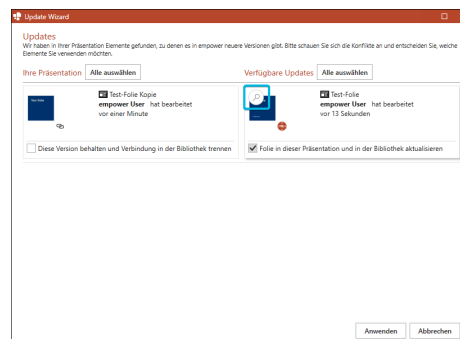 Update Wizard
Updates
Wir haben in Ihrer Präsentation Elemente gefunden, zu denen es in empower neuere Versionen gibt. Bitte schauen Sie sich die Konflikte an und entscheiden Sie, welche
Elemente Sie verwenden möchten.
Ihre Präsentation Alle auswählen
Verfügbare Updates Alle auswählen
Test-Folie Kopie
empower User hat bearbeitet
vor einer Minute
Diese Version behalten und Verbindung in der Bibliothek trennen
Test-Folie
empower User hat bearbeitet
vor 13 Sekunden
Folie in dieser Präsentation und in der Bibliothek aktualisieren
Anwenden Abbrechen